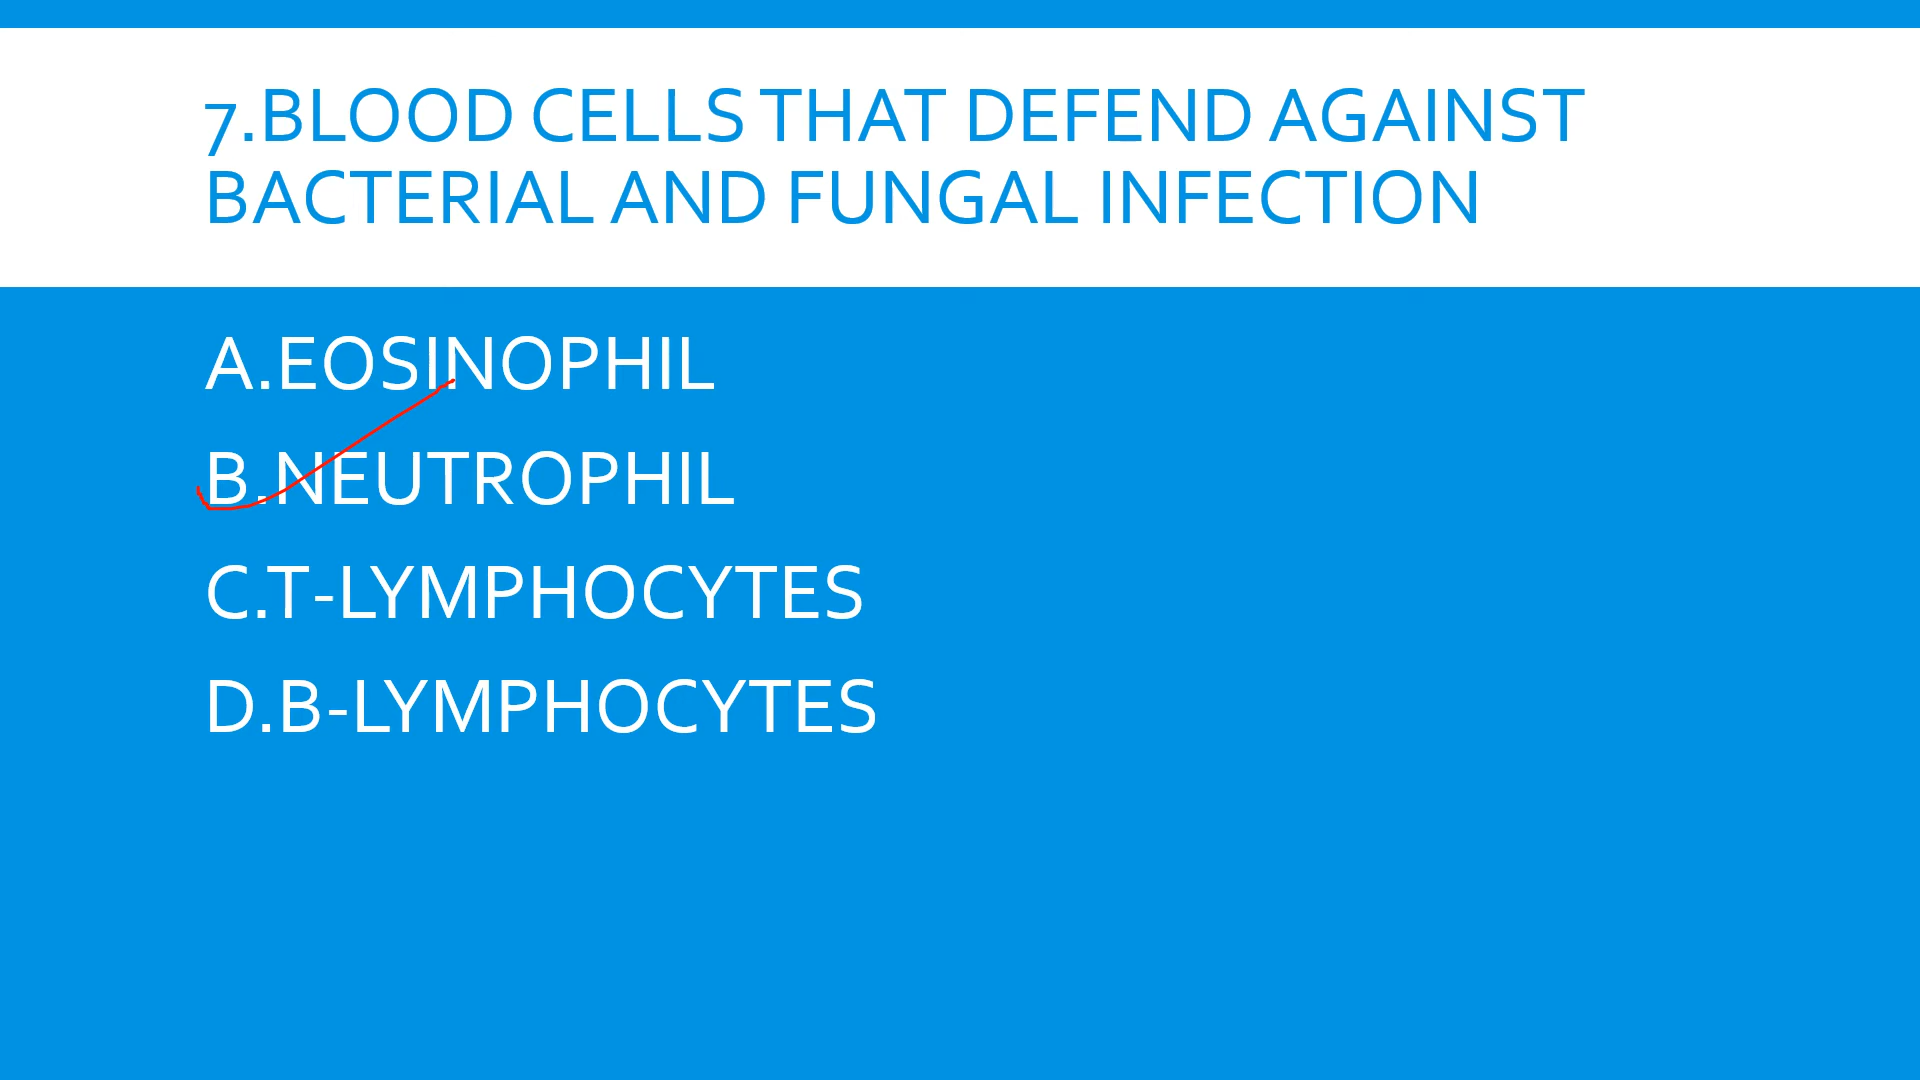 7.BLOOD CELLS THAT DEFEND AGAINST
BACTERIAL AND FUNGAL INFECTION
A.EOSINOPHIL
B.NEUTROPHIL
C.T-LYMPHOCYTES
D.B-LYMPHOCYTES